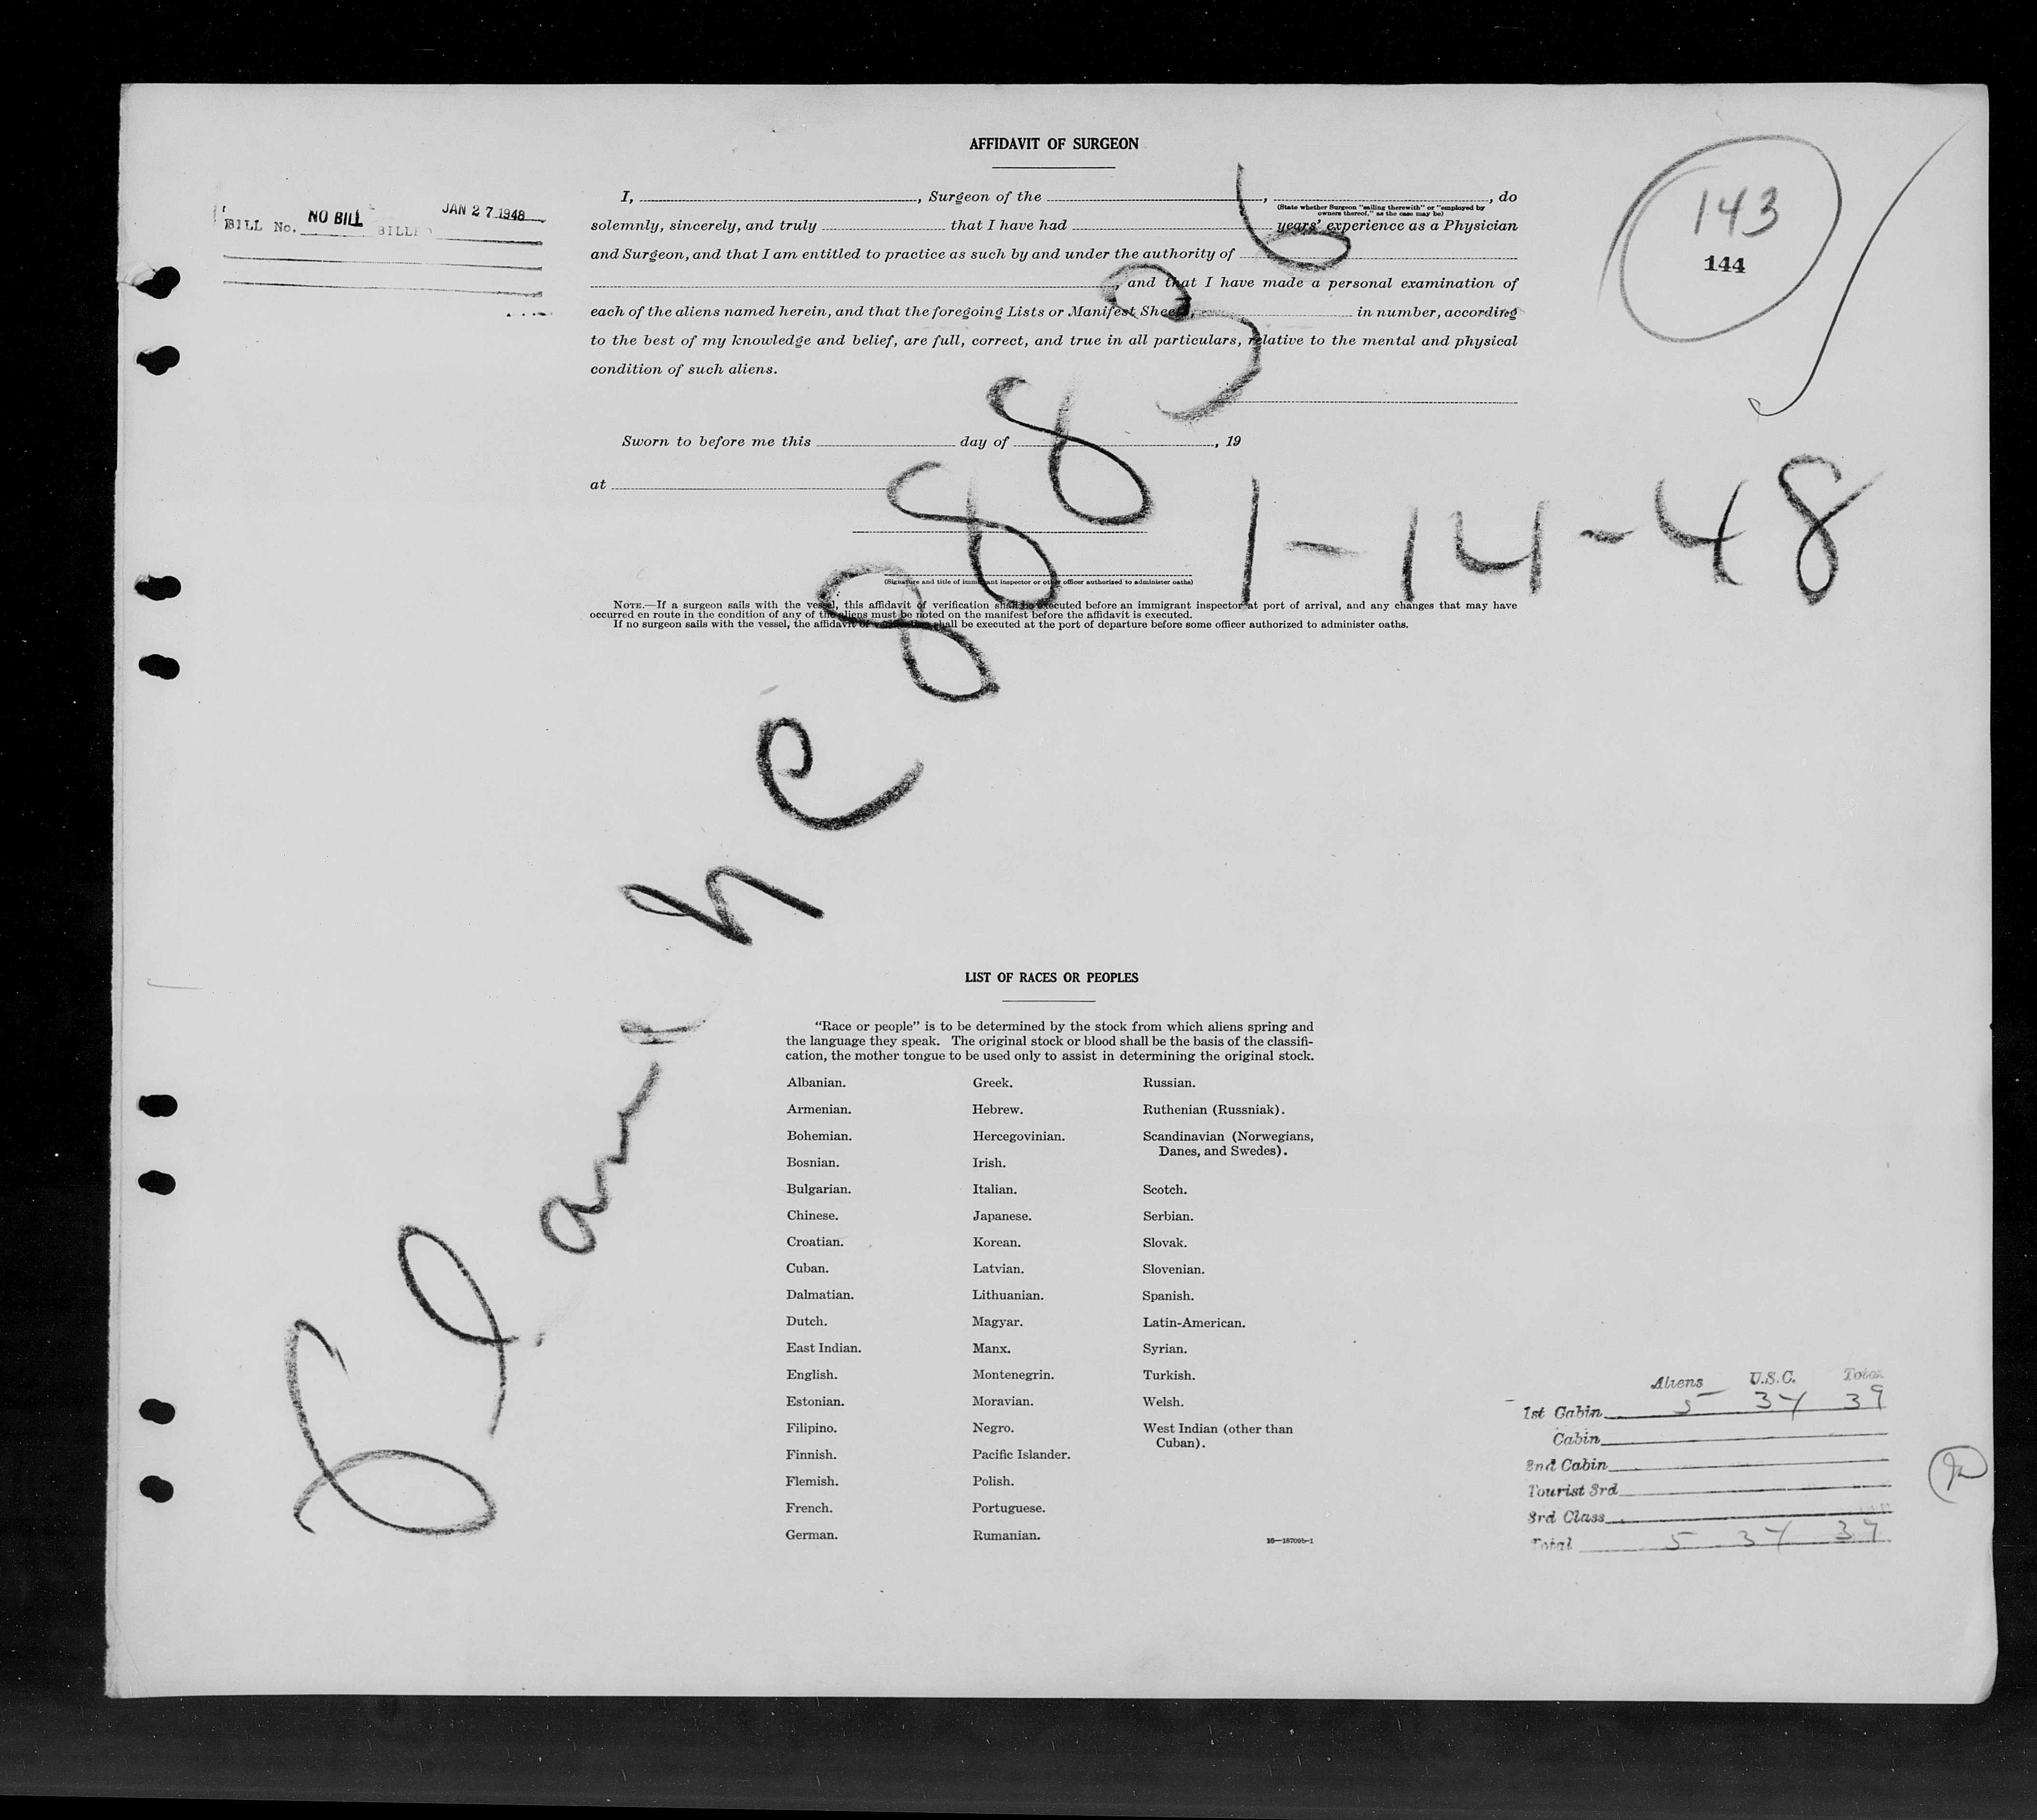 AFFIDAVIT OF SURGEON
I, , Surgeon of the , , do
(State whether Surgeon "sailing therewith" or "employed by
owners thereof," as the case may be)
solemnly, sincerely, and truly that I have had years' experience as a Physician
and Surgeon, and that I am entitled to practice as such by and under the authority of
, and that I have made a personal examination of
each of the aliens named herein, and that the foregoing Lists or Manifest Sheets, in number, according
to the best of my knowledge and belief, are full, correct, and true in all particulars, relative to the mental and physical
condition of such aliens.
Sworn to before me this day of , 19
at
(Signature and title of immigrant inspector or other officer authorized to administer oaths)
NOTE.—If a surgeon sails with the vessel, this affidavit of verification shall be executed before an immigrant inspector at port of arrival, and any changes that may have
occurred en route in the condition of any of the aliens must be noted on the manifest before the affidavit is executed.
If no surgeon sails with the vessel, the affidavit of verification shall be executed at the port of departure before some officer authorized to administer oaths.
BILL No. NO BILL BILLED JAN 27 1948
143
144
1-14-48
LIST OF RACES OR PEOPLES
"Race or people" is to be determined by the stock from which aliens spring and
the language they speak. The original stock or blood shall be the basis of the classifi-
cation, the mother tongue to be used only to assist in determining the original stock.
Albanian. Greek. Russian.
Armenian. Hebrew. Ruthenian (Russniak).
Bohemian. Hercegovinian. Scandinavian (Norwegians,
Danes, and Swedes).
Bosnian. Irish.
Bulgarian. Italian. Scotch.
Chinese. Japanese. Serbian.
Croatian. Korean. Slovak.
Cuban. Latvian. Slovenian.
Dalmatian. Lithuanian. Spanish.
Dutch. Magyar. Latin-American.
East Indian. Manx. Syrian.
English. Montenegrin. Turkish.
Estonian. Moravian. Welsh.
Filipino. Negro. West Indian (other than
Cuban).
Finnish. Pacific Islander.
Flemish. Polish.
French. Portuguese.
German. Rumanian.
16—18709b-1
Aliens U.S.C. Total
1st Cabin 5 34 39
Cabin
2nd Cabin
Tourist 3rd
3rd Class
Total 5 34 39